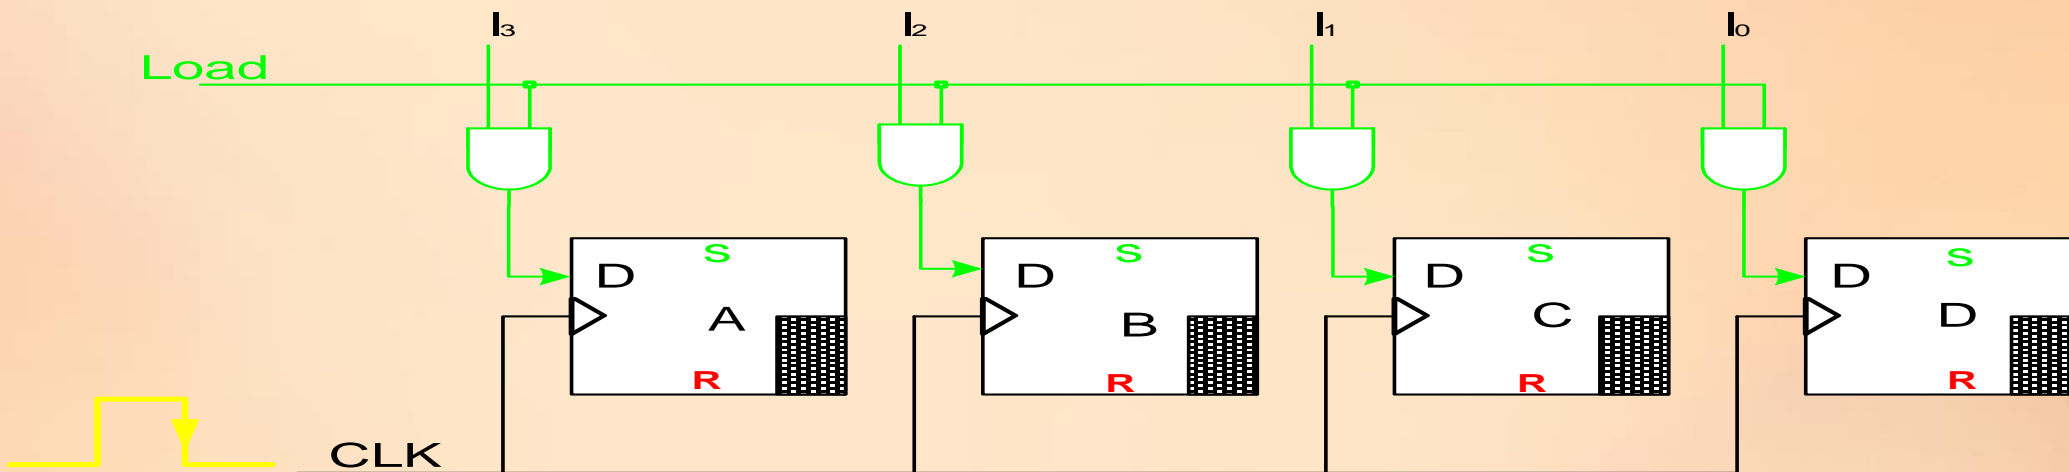 I₃ I₂ I₁ I₀
Load
S S S S
D D D D
A B C D
R R R R
CLK